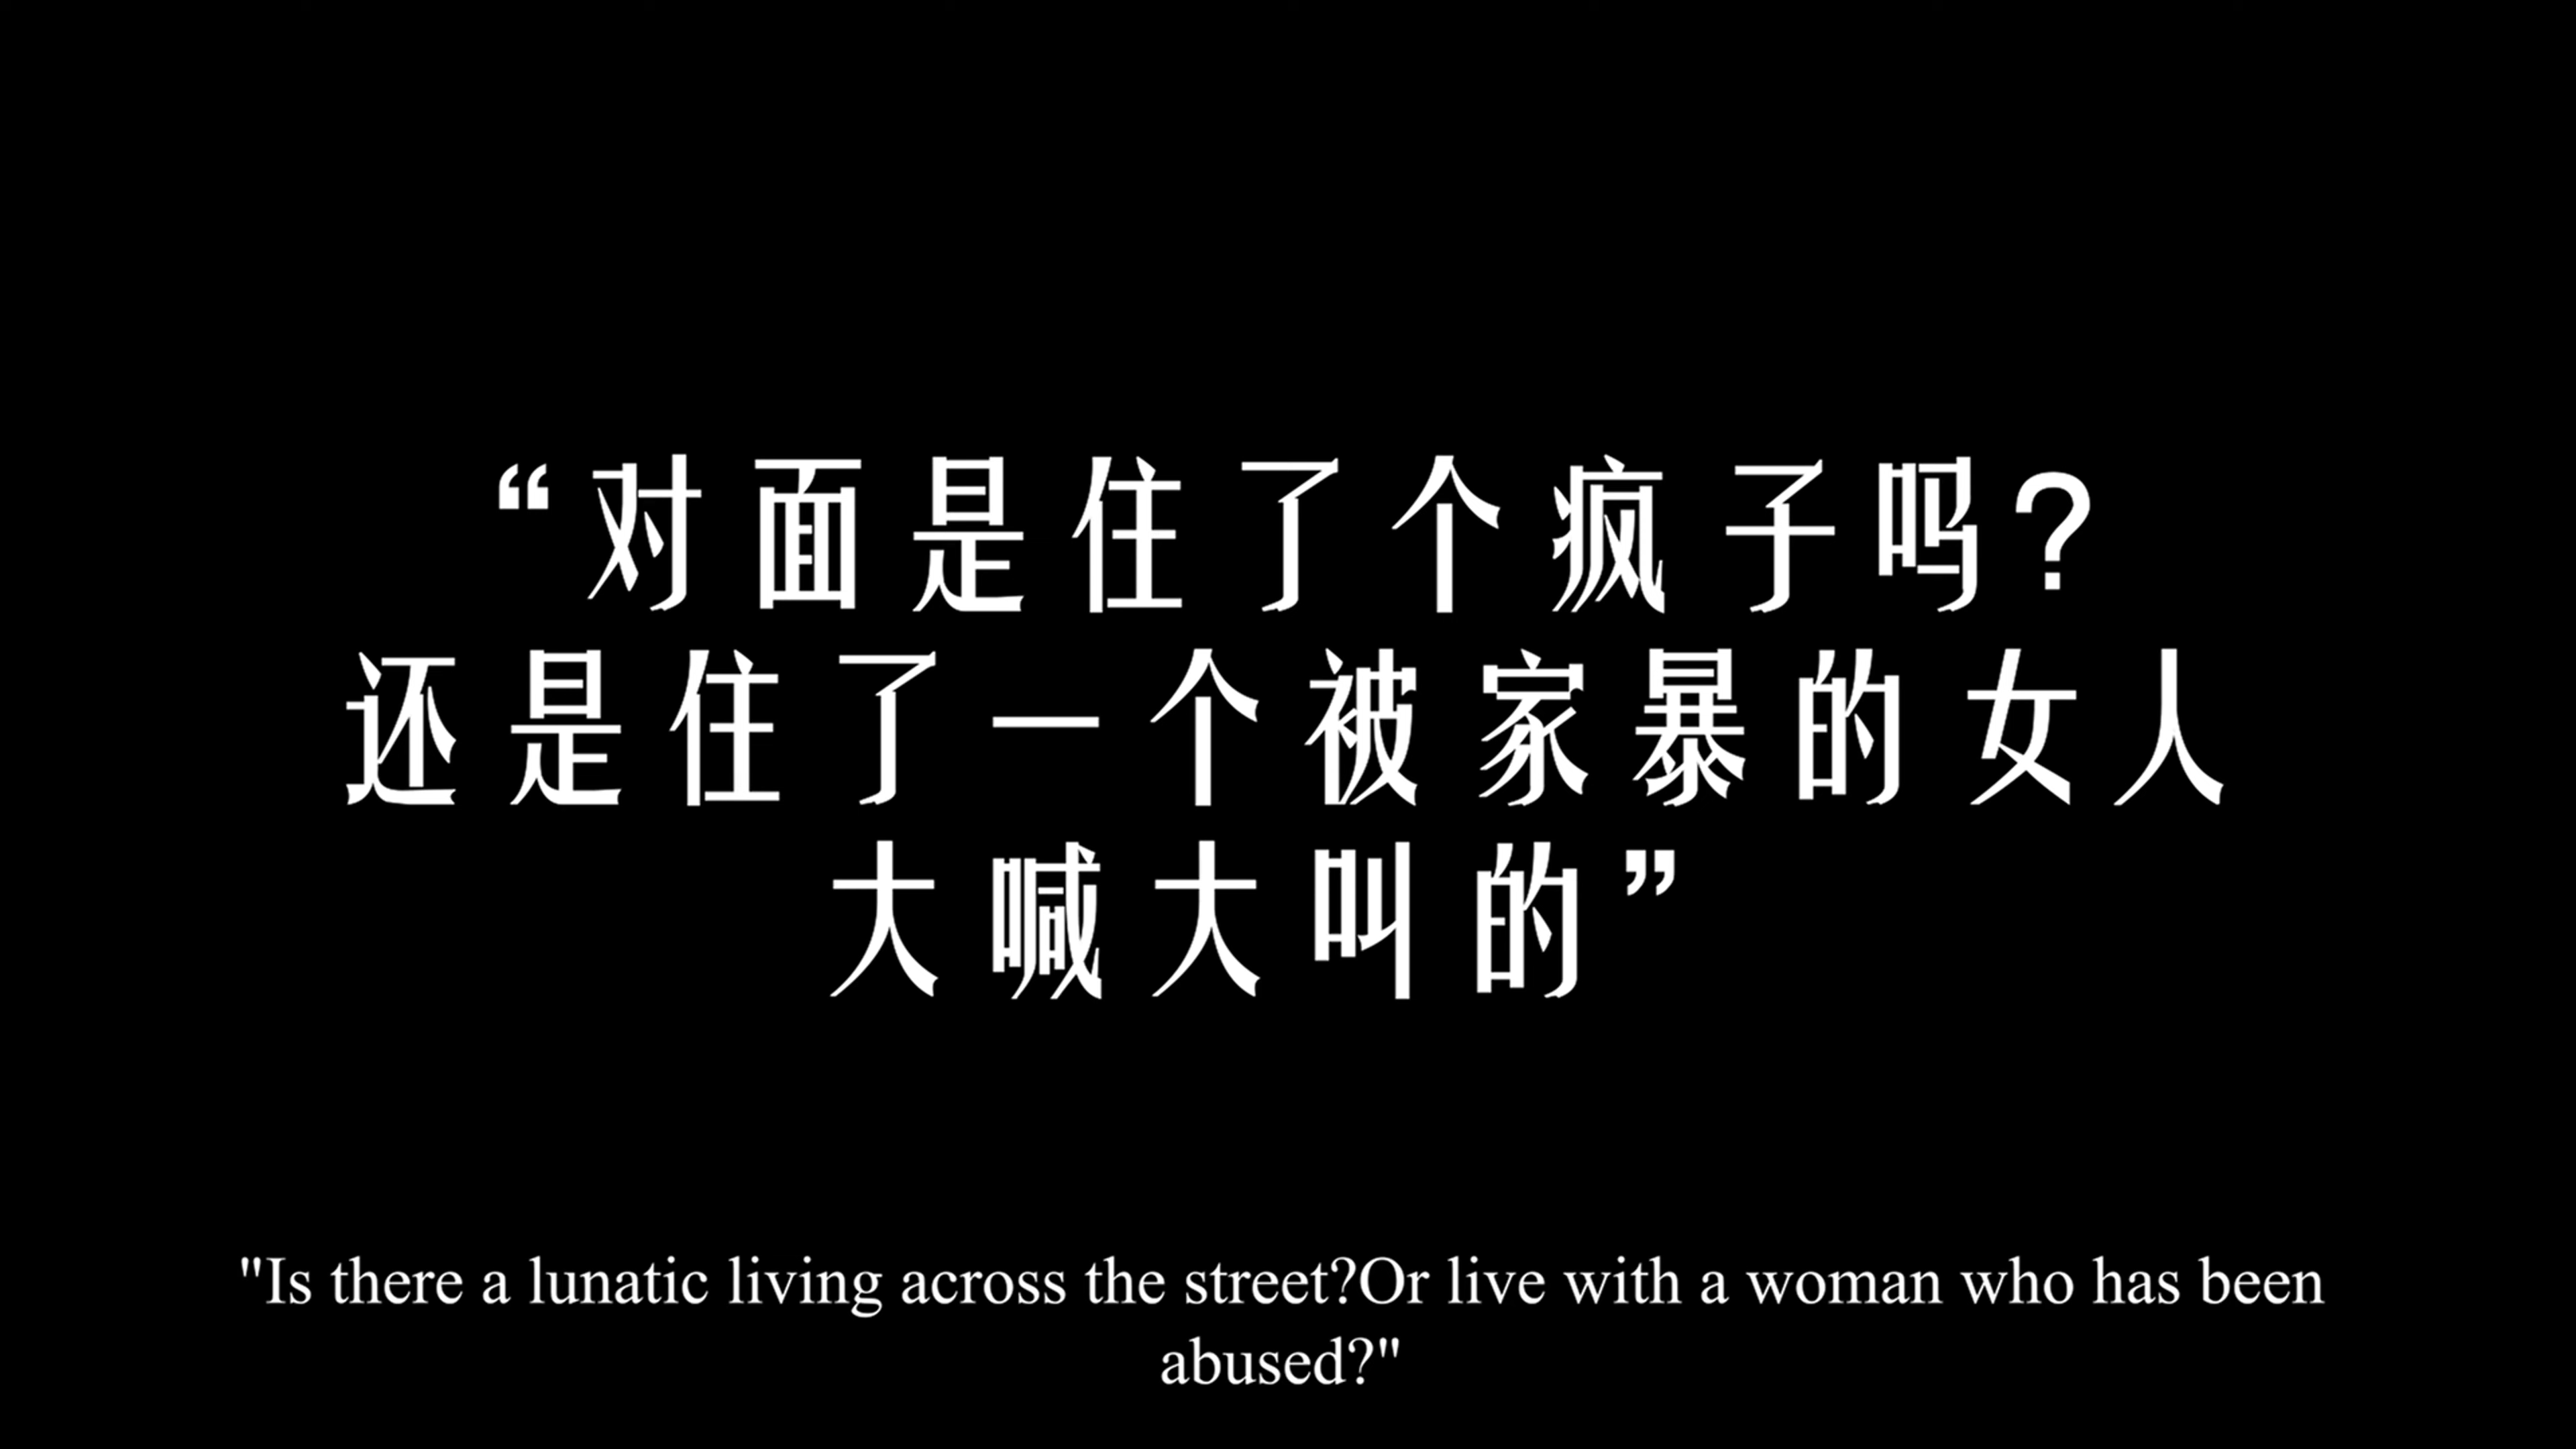 “对面是住了个疯子吗？
还是住了一个被家暴的女人
大喊大叫的”
"Is there a lunatic living across the street?Or live with a woman who has been
abused?"